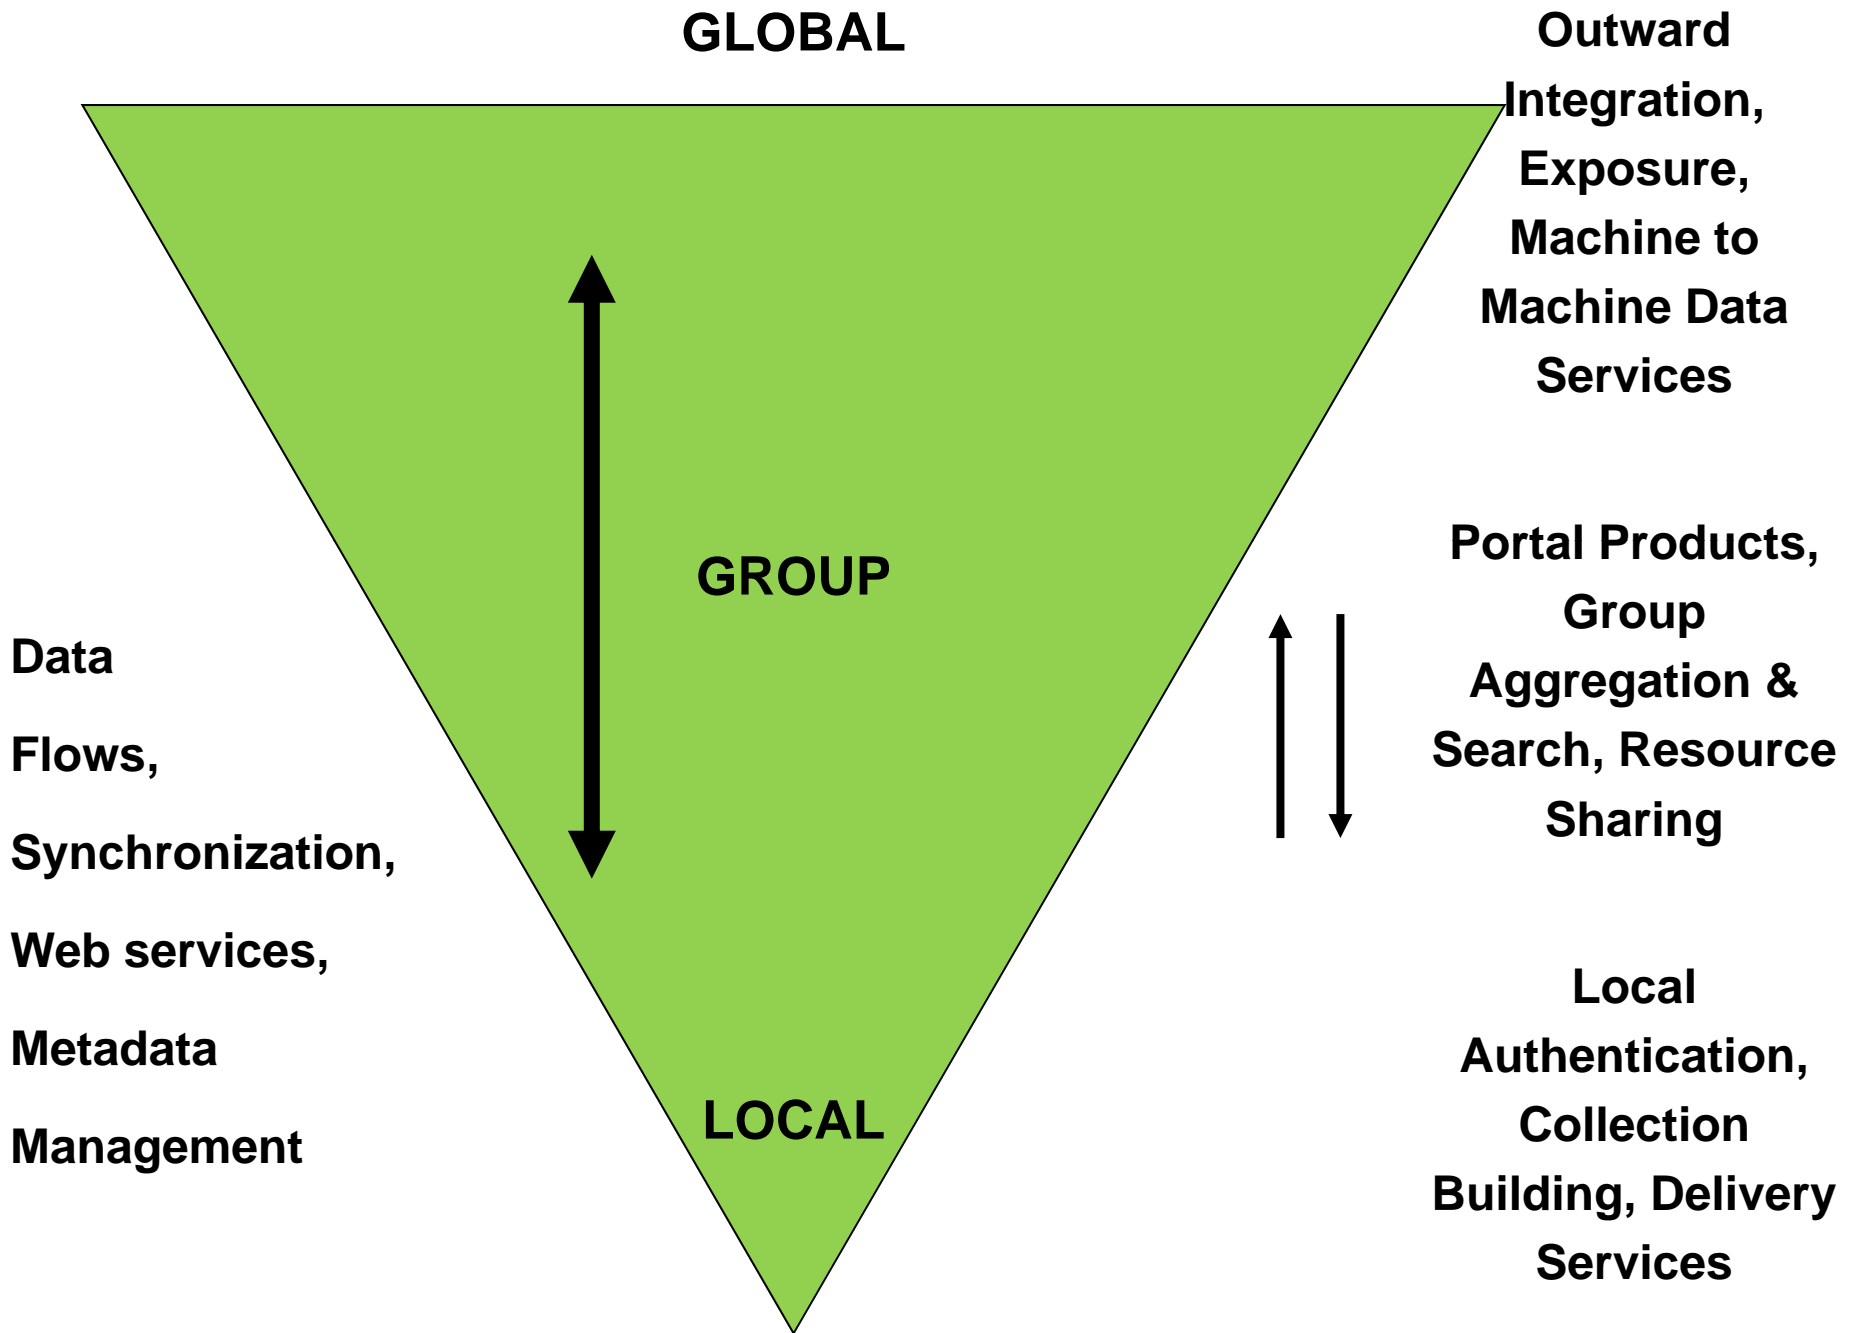 GLOBAL
Outward
Integration,
Exposure,
Machine to
Machine Data
Services
GROUP
Portal Products,
Group
Aggregation &
Search, Resource
Sharing
Data
Flows,
Synchronization,
Web services,
Metadata
Management
LOCAL
Local
Authentication,
Collection
Building, Delivery
Services